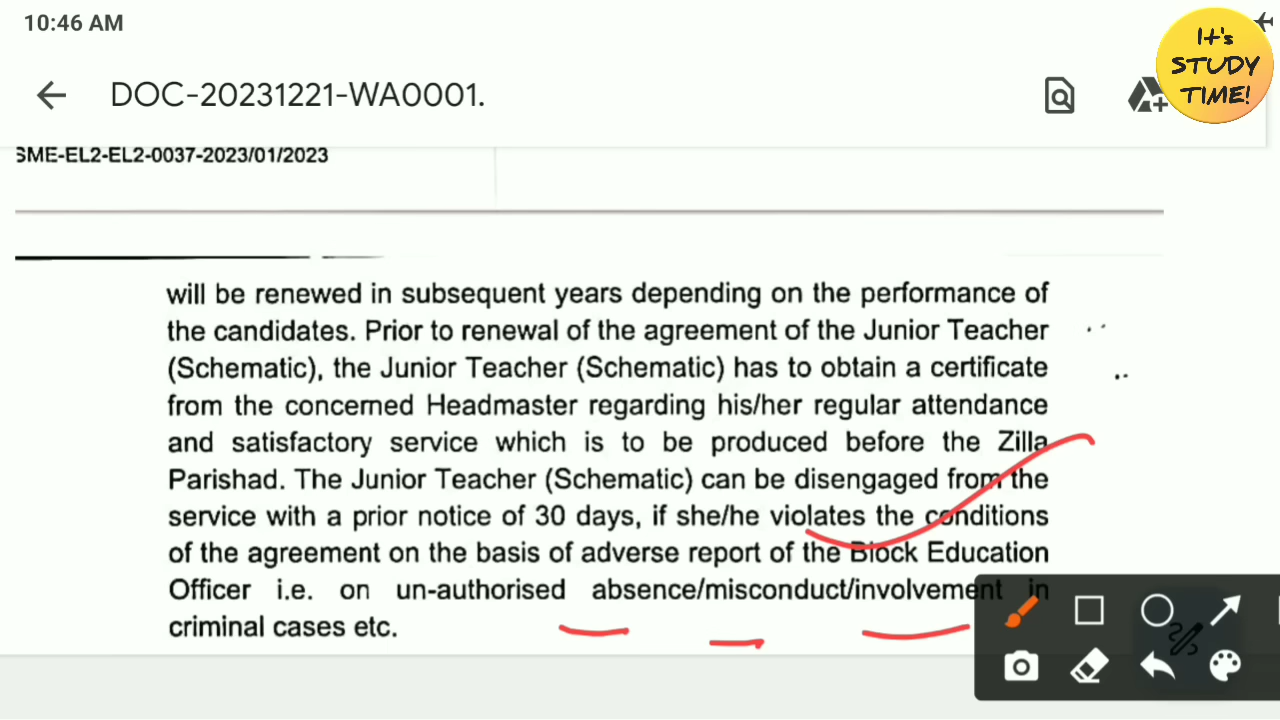 10:46 AM
It's
STUDY
TIME!
DOC-20231221-WA0001.
SME-EL2-EL2-0037-2023/01/2023
will be renewed in subsequent years depending on the performance of
the candidates. Prior to renewal of the agreement of the Junior Teacher
(Schematic), the Junior Teacher (Schematic) has to obtain a certificate
from the concerned Headmaster regarding his/her regular attendance
and satisfactory service which is to be produced before the Zilla
Parishad. The Junior Teacher (Schematic) can be disengaged from the
service with a prior notice of 30 days, if she/he violates the conditions
of the agreement on the basis of adverse report of the Block Education
Officer i.e. on un-authorised absence/misconduct/involvement in
criminal cases etc.